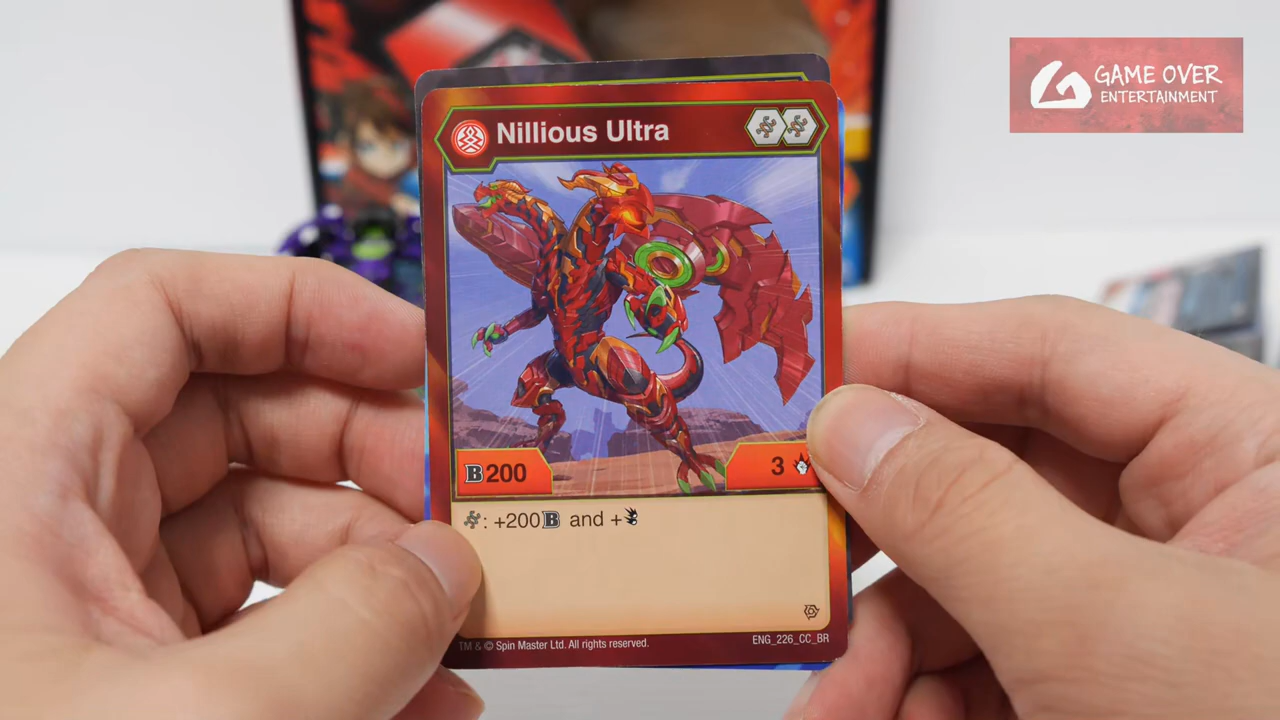 GAME OVER
ENTERTAINMENT
Nillious Ultra
B200
3
: +200B and +
TM & © Spin Master Ltd. All rights reserved.
ENG_226_CC_BR